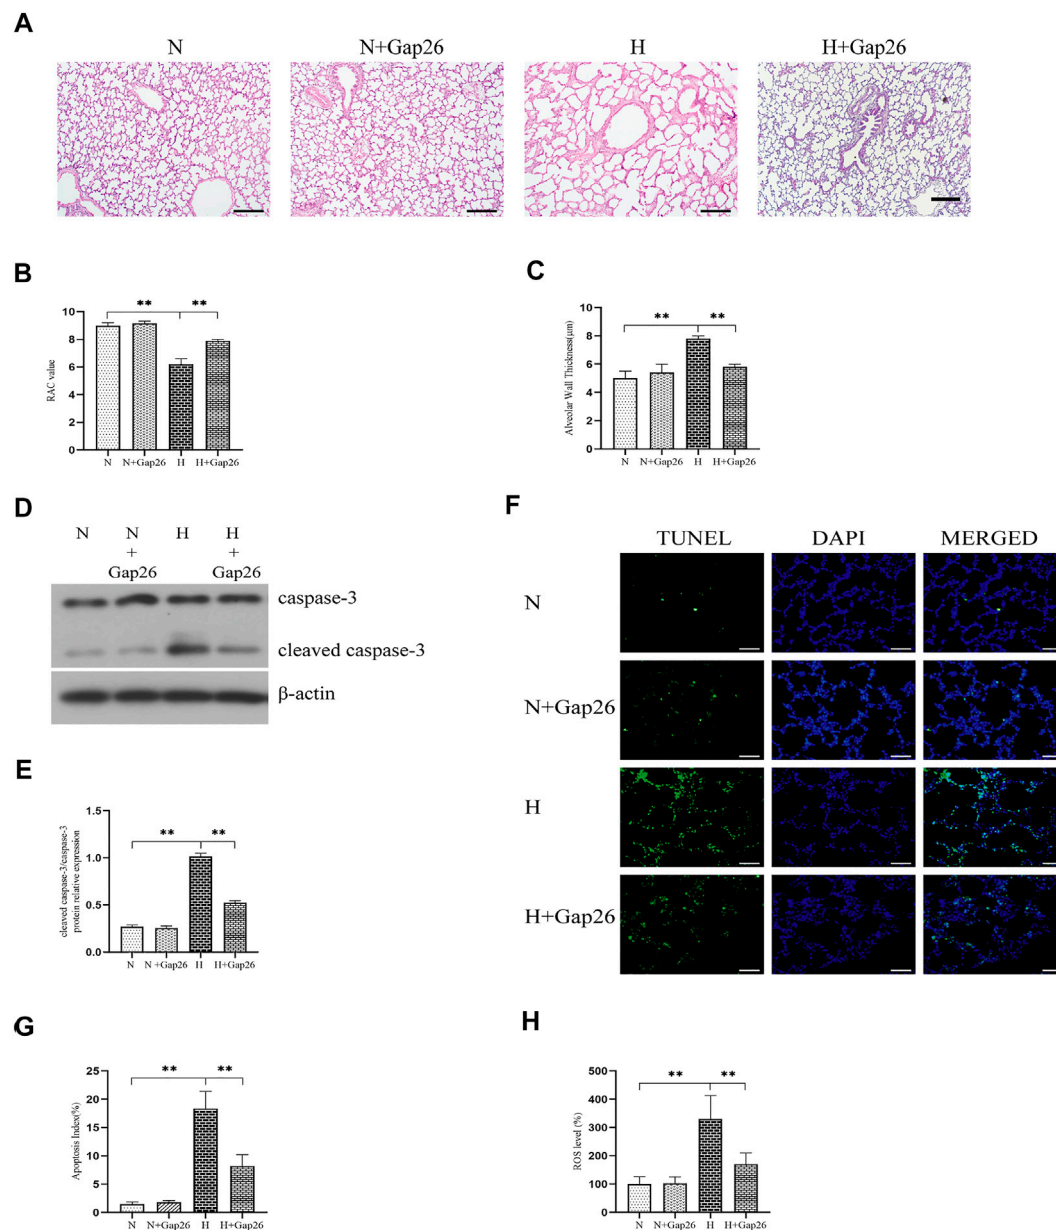 A
N
N+Gap26
H
H+Gap26
B
RAC value
10
8
6
4
2
0
**
**
N
N+Gap26
H
H+Gap26
C
Alveolar Wall Thickness(μm)
10
8
6
4
2
0
**
**
N
N+Gap26
H
H+Gap26
D
N
N
+
Gap26
H
H
+
Gap26
caspase-3
cleaved caspase-3
β-actin
E
cleaved caspase-3/caspase-3
protein relative expression
1.5
1.0
0.5
0.0
**
**
N
N +Gap26
H
H+Gap26
F
TUNEL
DAPI
MERGED
N
N+Gap26
H
H+Gap26
G
Apoptosis Index(%)
25
20
15
10
5
0
**
**
N
N+Gap26
H
H+Gap26
H
ROS level (%)
500
400
300
200
100
0
**
**
N
N+Gap26
H
H+Gap26